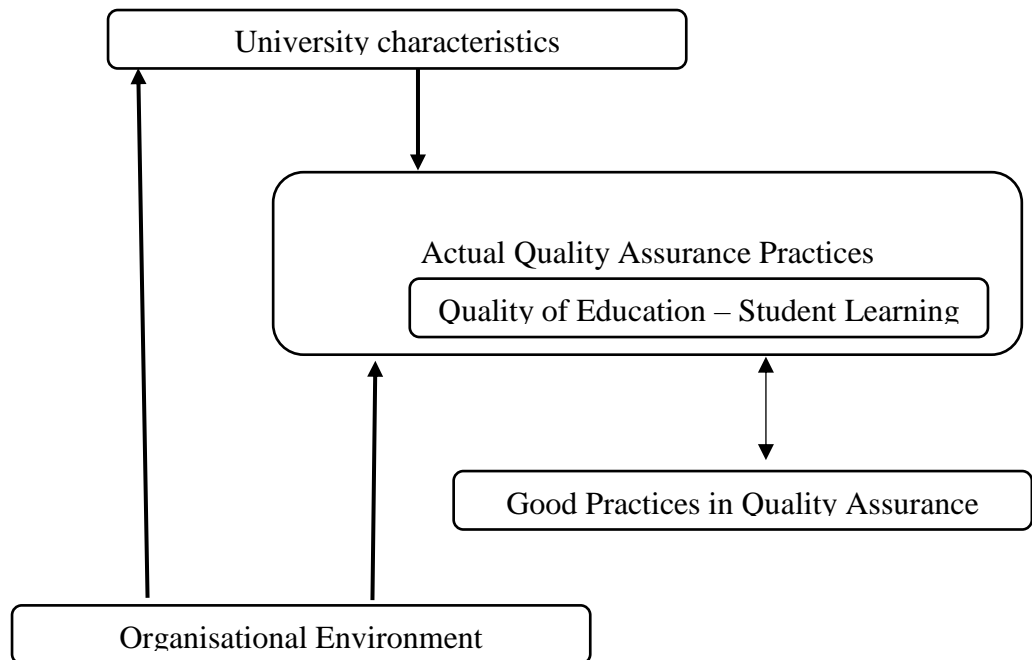 University characteristics
Actual Quality Assurance Practices
Quality of Education – Student Learning
Good Practices in Quality Assurance
Organisational Environment